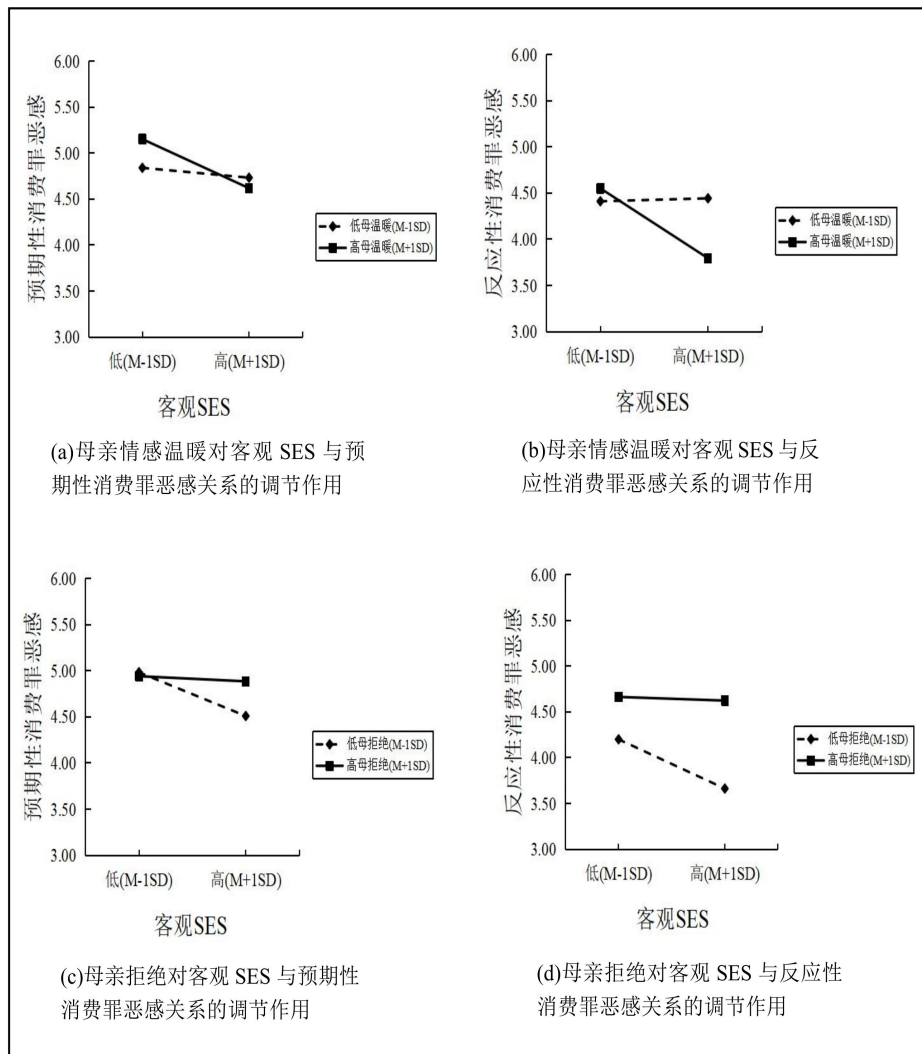 6.00
5.50
5.00
4.50
4.00
3.50
3.00
预期性消费罪恶感
低母温暖(M-1SD)
高母温暖(M+1SD)
低(M-1SD)
高(M+1SD)
客观SES
(a)母亲情感温暖对客观 SES 与预
期性消费罪恶感关系的调节作用
6.00
5.50
5.00
4.50
4.00
3.50
3.00
反应性消费罪恶感
低母温暖(M-1SD)
高母温暖(M+1SD)
低(M-1SD)
高(M+1SD)
客观SES
(b)母亲情感温暖对客观 SES 与反
应性消费罪恶感关系的调节作用
6.00
5.50
5.00
4.50
4.00
3.50
3.00
预期性消费罪恶感
低母拒绝(M-1SD)
高母拒绝(M+1SD)
低(M-1SD)
高(M+1SD)
客观SES
(c)母亲拒绝对客观 SES 与预期性
消费罪恶感关系的调节作用
6.00
5.50
5.00
4.50
4.00
3.50
3.00
反应性消费罪恶感
低母拒绝(M-1SD)
高母拒绝(M+1SD)
低(M-1SD)
高(M+1SD)
客观SES
(d)母亲拒绝对客观 SES 与反应性
消费罪恶感关系的调节作用